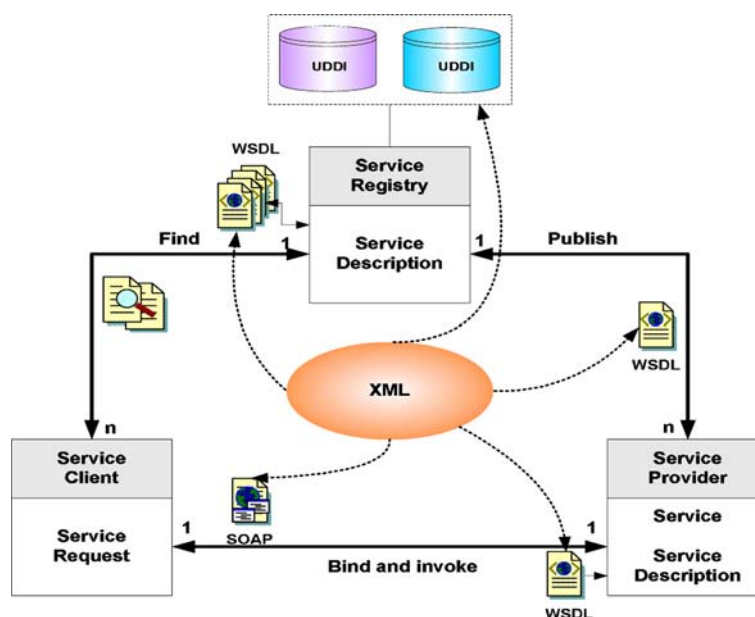 UDDI
UDDI
WSDL
Service
Registry
Find
1
Service
Description
1
Publish
WSDL
XML
n
n
Service
Client
Service
Provider
Service
Request
1
SOAP
Bind and invoke
1
Service
Service
Description
WSDL